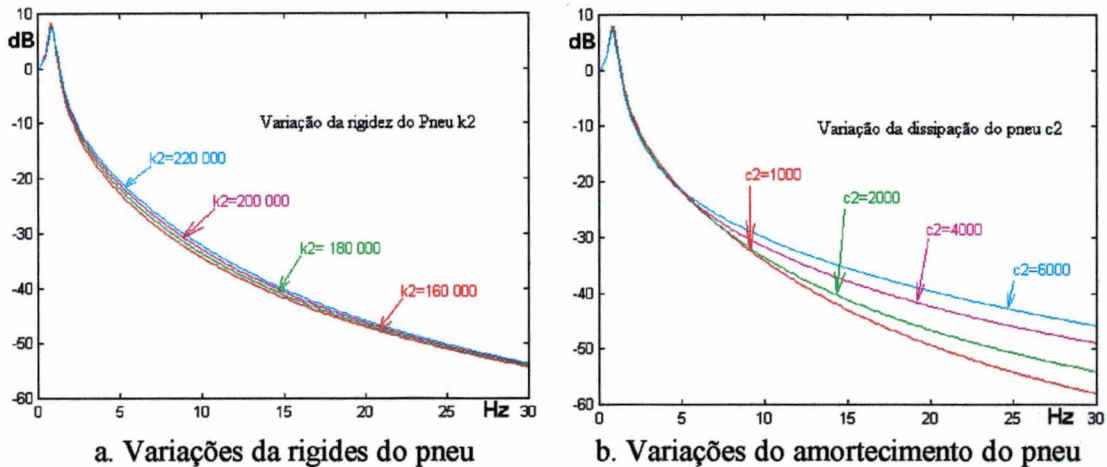 dB
10
0
-10
-20
-30
-40
-50
-60
Variação da rigidez do Pneu k2
k2=220 000
k2=200 000
k2= 180 000
k2=160 000
0 5 10 15 20 25 Hz 30
a. Variações da rigides do pneu
dB
10
0
-10
-20
-30
-40
-50
-60
Variação da dissipação do pneu c2
c2=1000
c2=2000
c2=4000
c2=6000
0 5 10 15 20 25 Hz 30
b. Variações do amortecimento do pneu